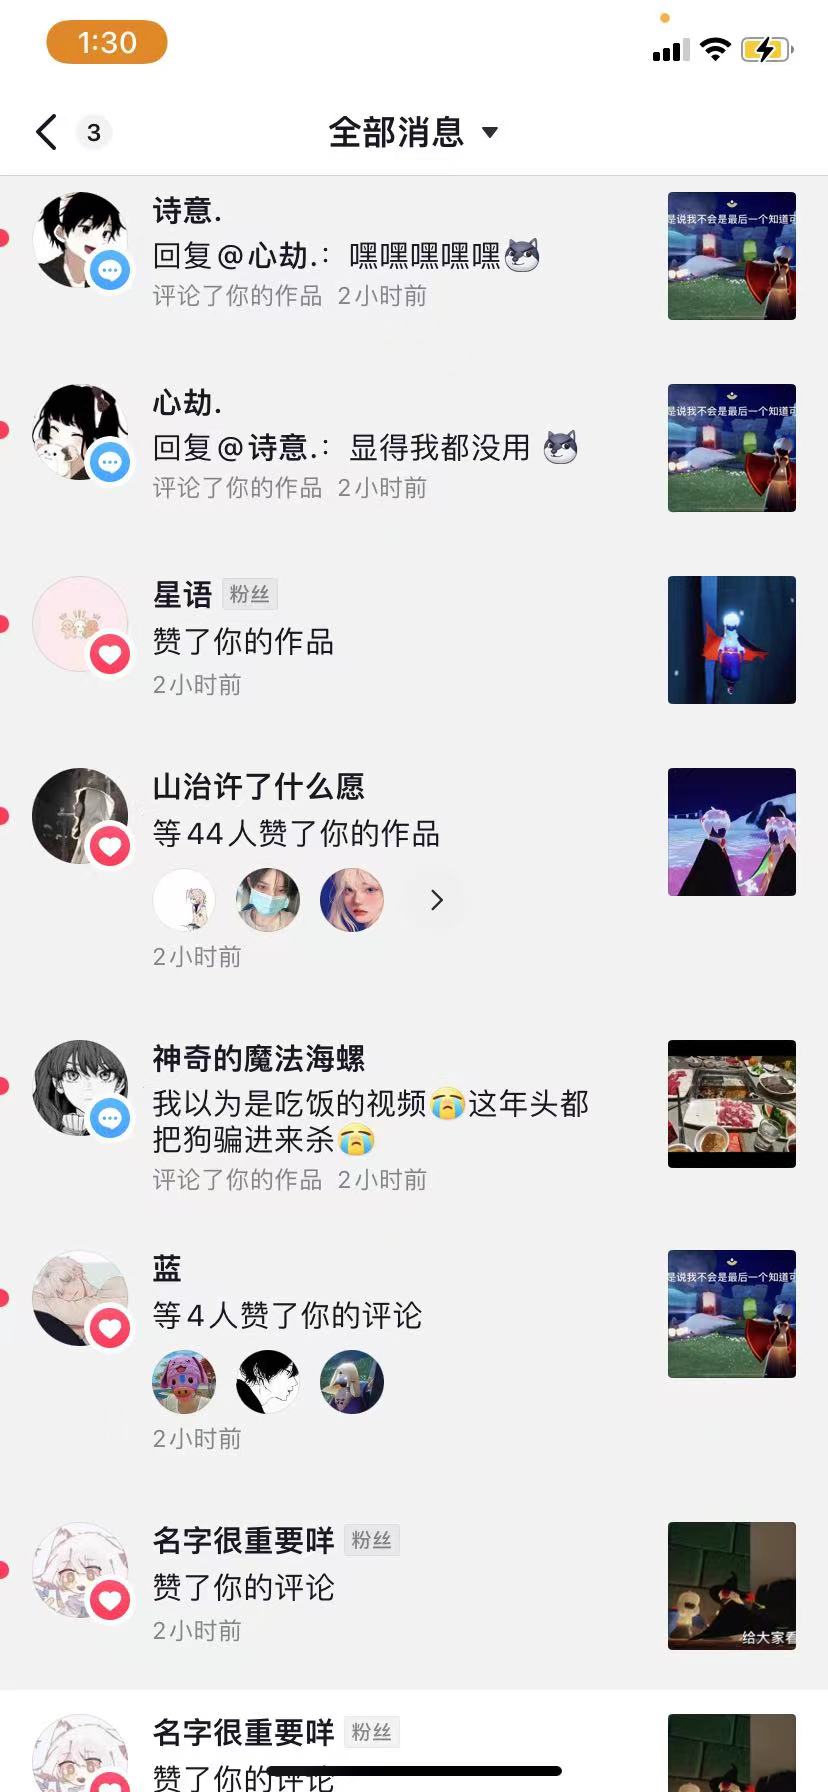 1:30
3
全部消息
诗意.
回复@心劫.：嘿嘿嘿嘿嘿
评论了你的作品 2小时前
是说我不会是最后一个知道可
心劫.
回复@诗意.：显得我都没用
评论了你的作品 2小时前
是说我不会是最后一个知道可
星语 粉丝
赞了你的作品
2小时前
山治许了什么愿
等44人赞了你的作品
2小时前
神奇的魔法海螺
我以为是吃饭的视频😭这年头都
把狗骗进来杀😭
评论了你的作品 2小时前
蓝
等4人赞了你的评论
是说我不会是最后一个知道可
2小时前
名字很重要咩 粉丝
赞了你的评论
2小时前
给大家看
名字很重要咩 粉丝
赞了你的评论